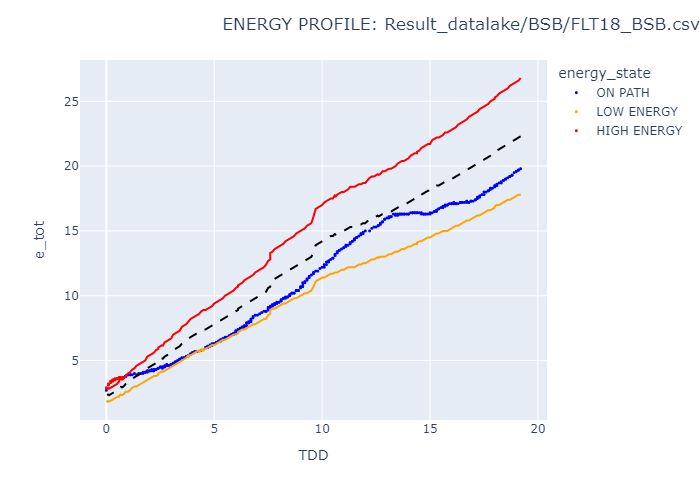 ENERGY PROFILE: Result_datalake/BSB/FLT18_BSB.csv
energy_state
ON PATH
LOW ENERGY
HIGH ENERGY
e_tot
25
20
15
10
5
0
5
10
15
20
TDD